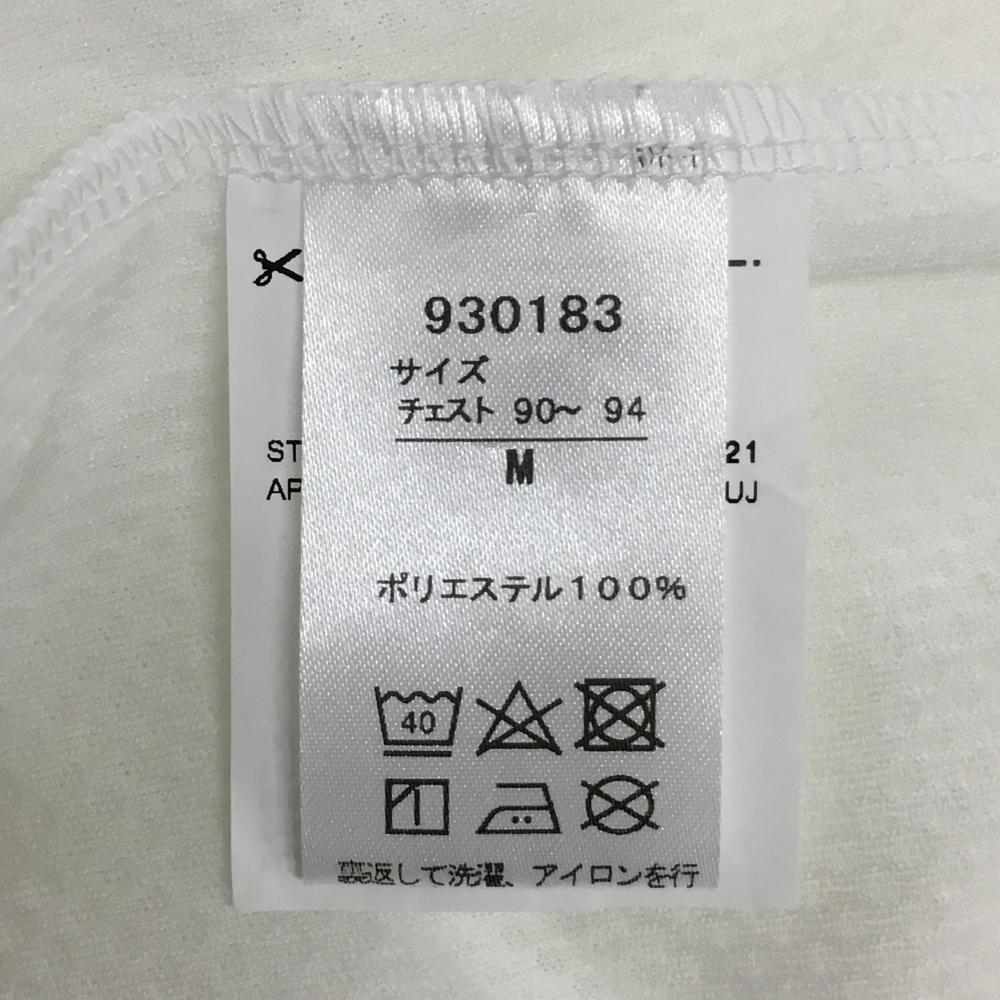 930183
サイズ
チェスト 90〜 94
M
ST
21
AP
UJ
ポリエステル100%
40
裏返して洗濯、アイロンを行